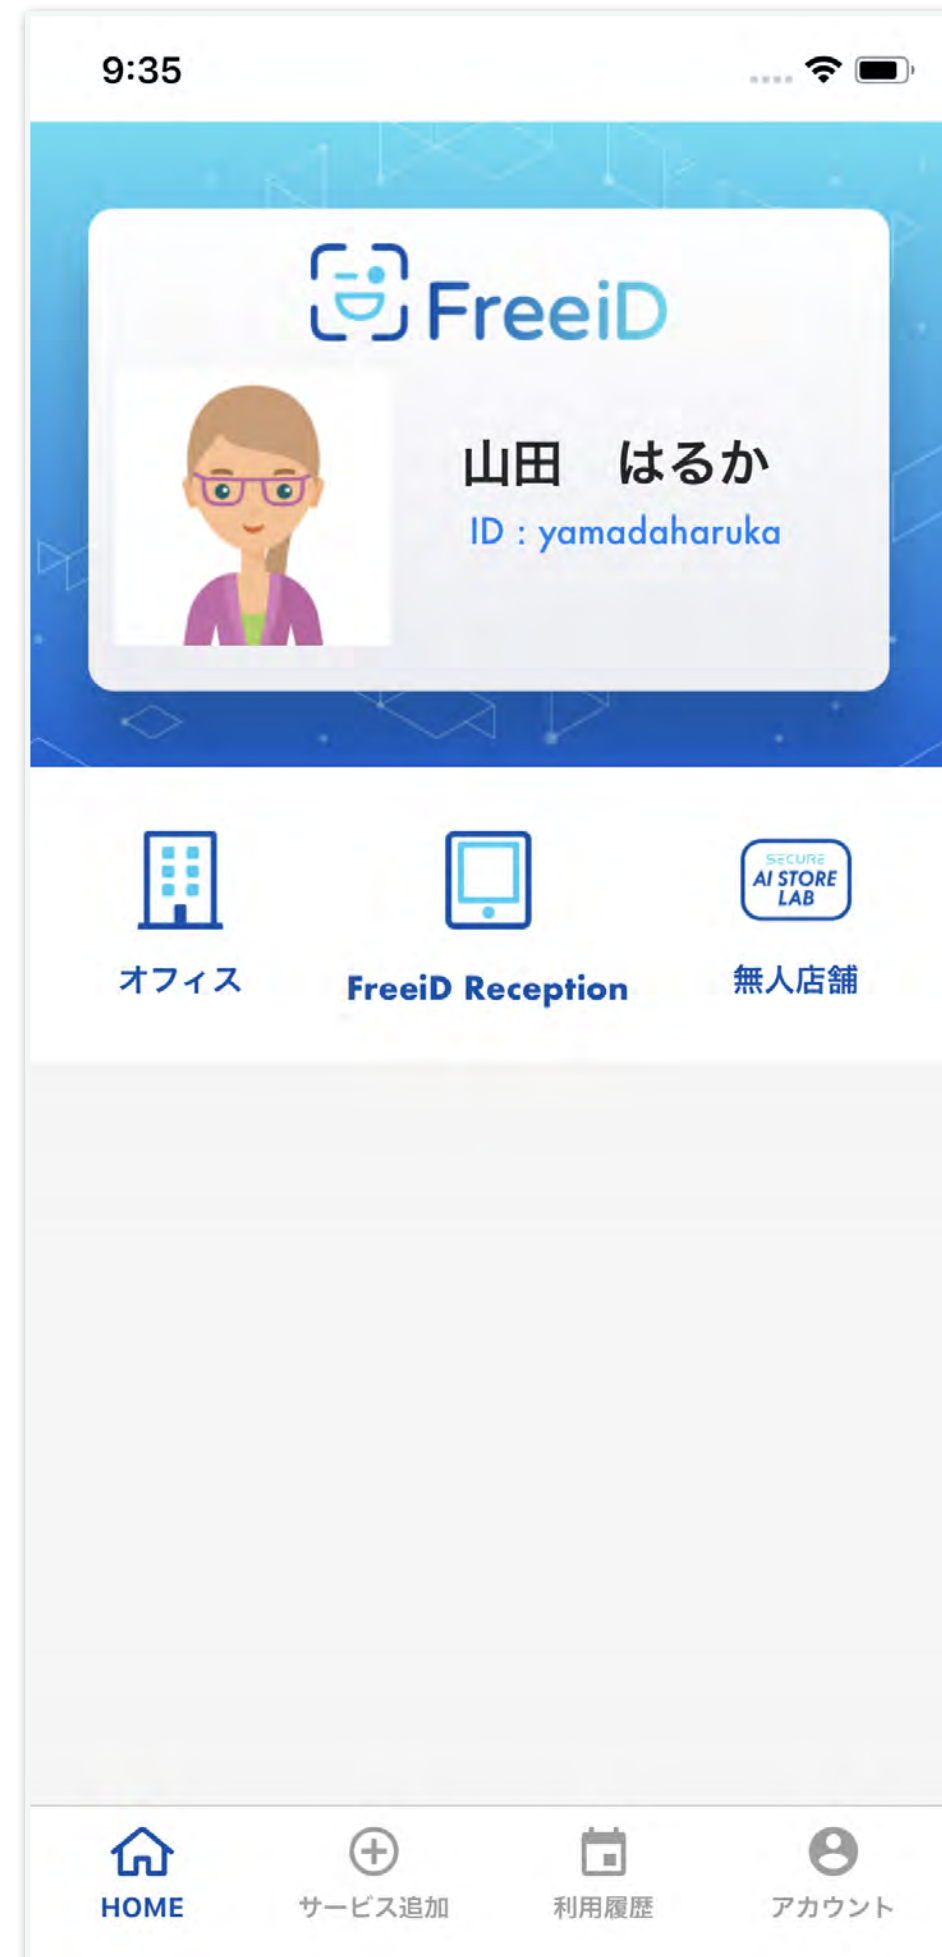 9:35
FreeiD
山田　はるか
ID : yamadaharuka
SECURE
AI STORE
LAB
オフィス
FreeiD Reception
無人店舗
HOME
サービス追加
利用履歴
アカウント